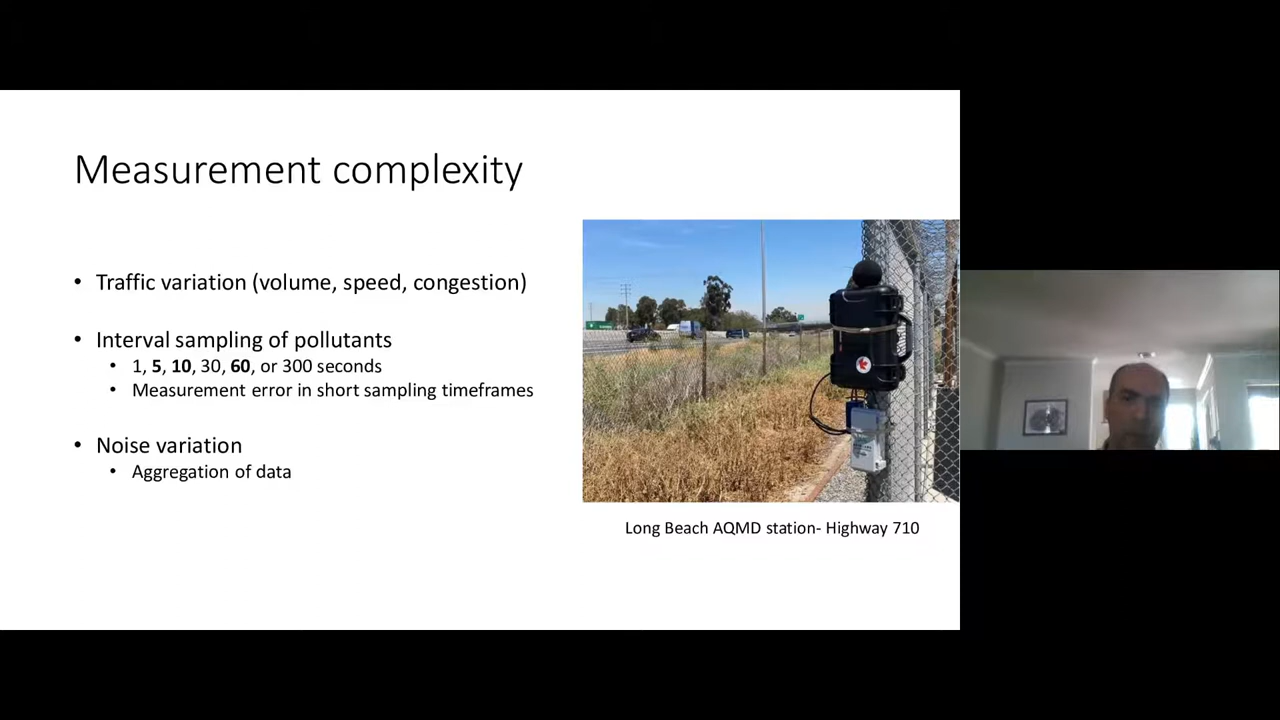 Measurement complexity
• Traffic variation (volume, speed, congestion)
• Interval sampling of pollutants
• 1, 5, 10, 30, 60, or 300 seconds
• Measurement error in short sampling timeframes
• Noise variation
• Aggregation of data
Long Beach AQMD station- Highway 710